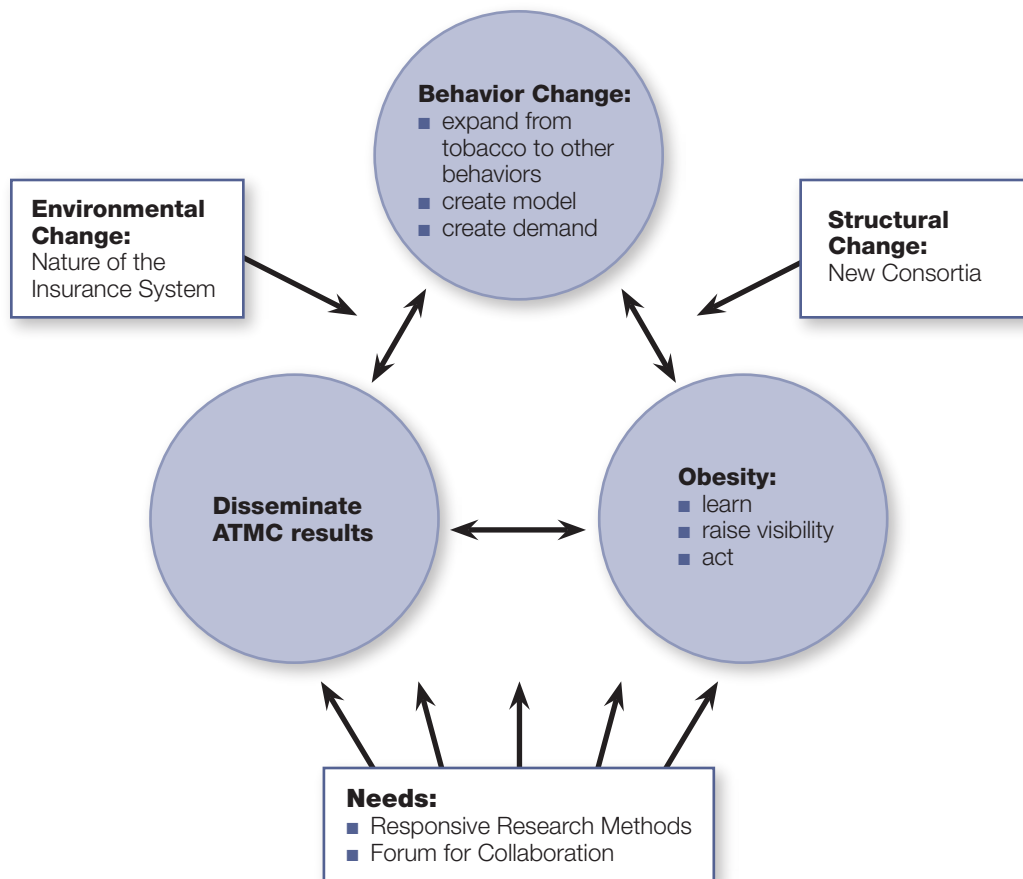 Behavior Change:
■ expand from
tobacco to other
behaviors
■ create model
■ create demand
Environmental
Change:
Nature of the
Insurance System
Structural
Change:
New Consortia
Disseminate
ATMC results
Obesity:
■ learn
■ raise visibility
■ act
Needs:
■ Responsive Research Methods
■ Forum for Collaboration